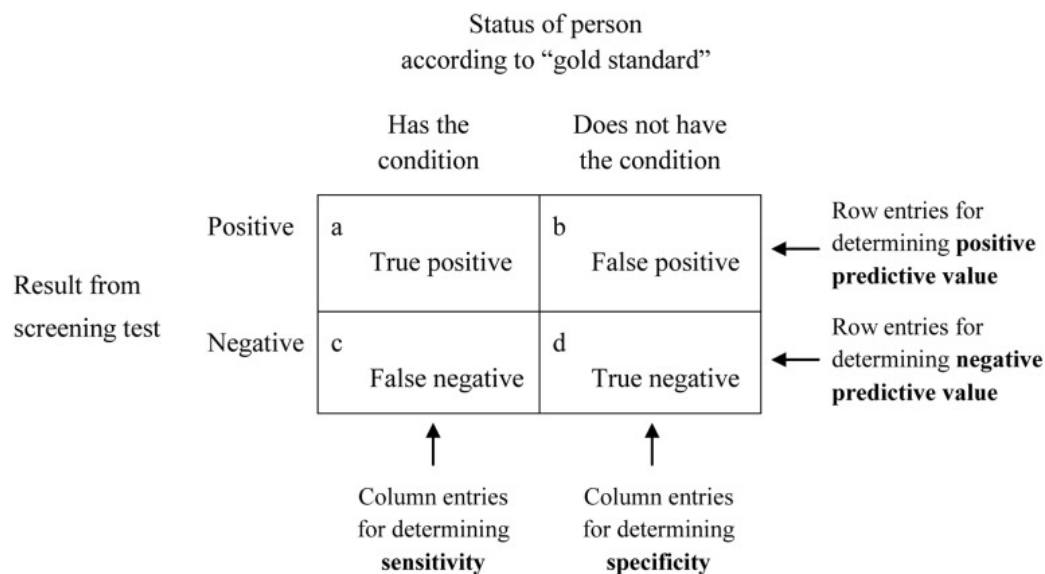 Status of person
according to “gold standard”
Has the
condition
Does not have
the condition
Result from
screening test
Positive
a
True positive
b
False positive
Row entries for
determining positive
predictive value
Negative
c
False negative
d
True negative
Row entries for
determining negative
predictive value
Column entries
for determining
sensitivity
Column entries
for determining
specificity